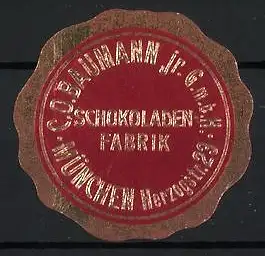 C.D. BAUMANN Jr. G.m.b.H.
SCHOKOLADEN
FABRIK
MÜNCHEN Herzogstr. 29